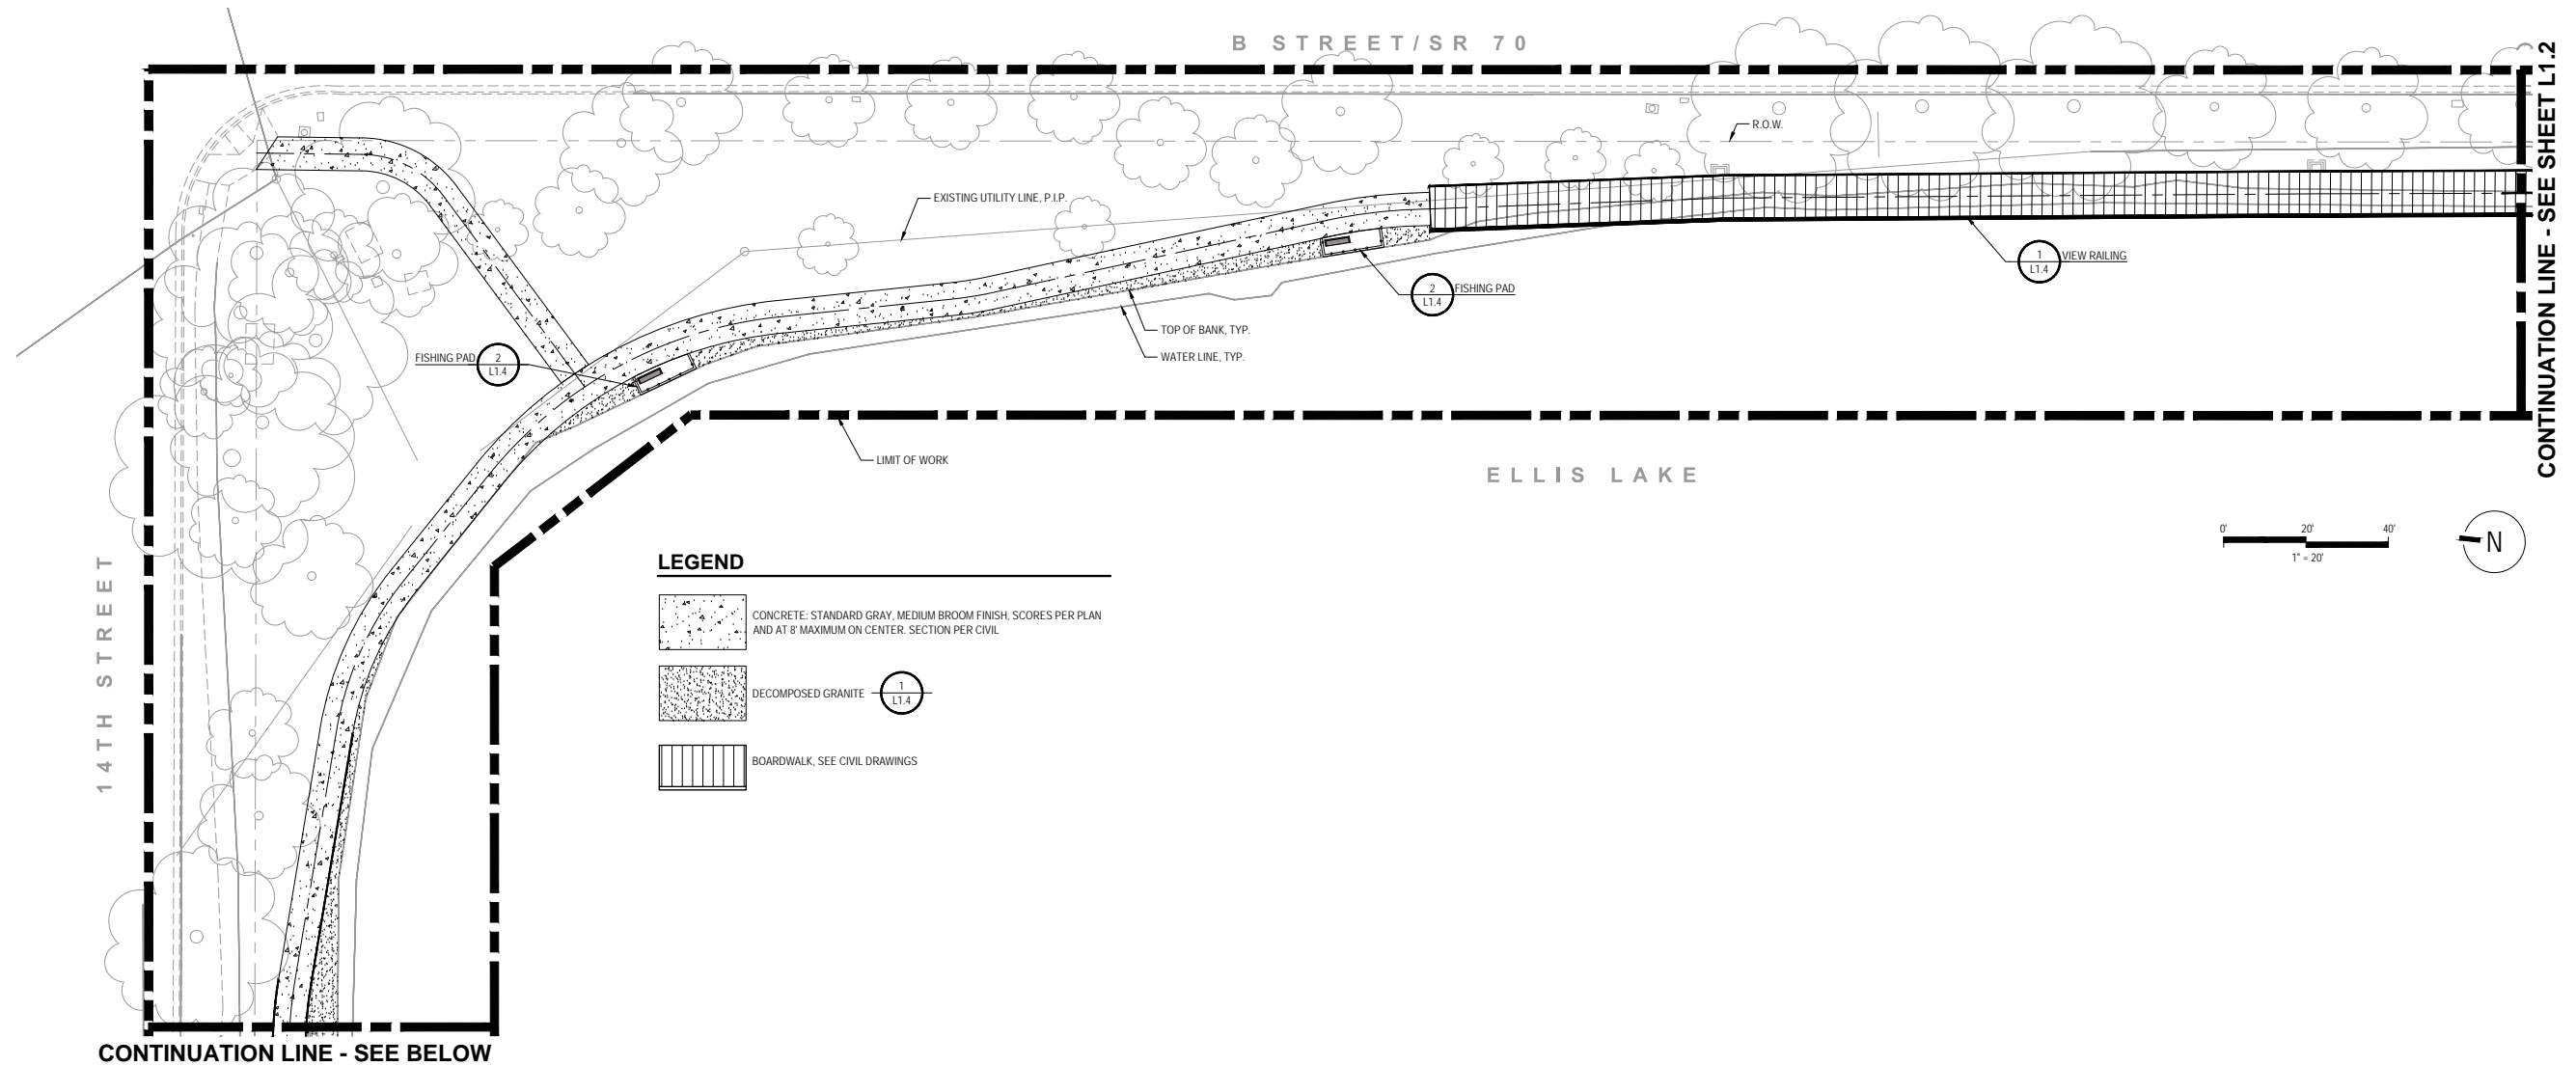 B STREET/SR 70
CONTINUATION LINE - SEE SHEET L1.2
R.O.W.
EXISTING UTILITY LINE, P.I.P.
1
L1.4
VIEW RAILING
2
L1.4
FISHING PAD
TOP OF BANK, TYP.
WATER LINE, TYP.
FISHING PAD
2
L1.4
LIMIT OF WORK
ELLIS LAKE
0' 20' 40'
1" = 20'
N
14TH STREET
LEGEND
CONCRETE: STANDARD GRAY, MEDIUM BROOM FINISH, SCORES PER PLAN
AND AT 8' MAXIMUM ON CENTER. SECTION PER CIVIL
DECOMPOSED GRANITE
1
L1.4
BOARDWALK, SEE CIVIL DRAWINGS
CONTINUATION LINE - SEE BELOW